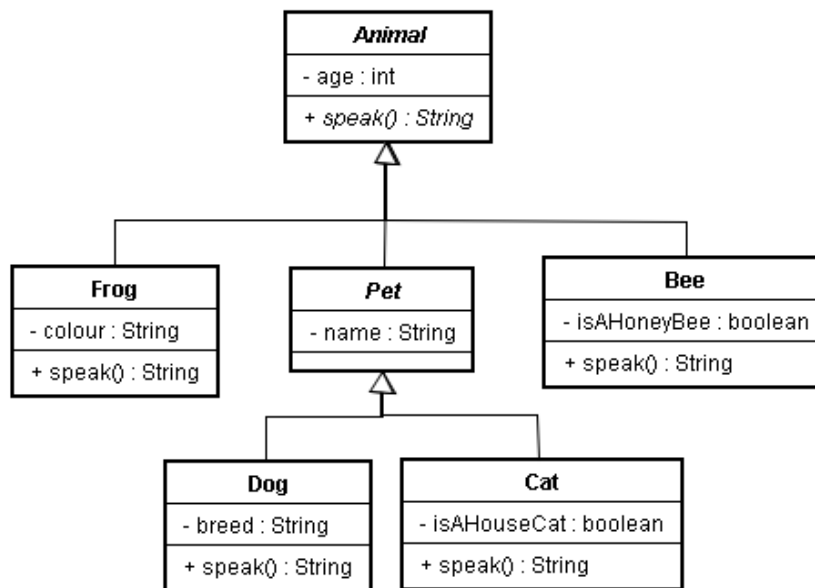 Animal
- age : int
+ speak() : String
Frog
- colour : String
+ speak() : String
Pet
- name : String
Bee
- isAHoneyBee : boolean
+ speak() : String
Dog
- breed : String
+ speak() : String
Cat
- isAHouseCat : boolean
+ speak() : String